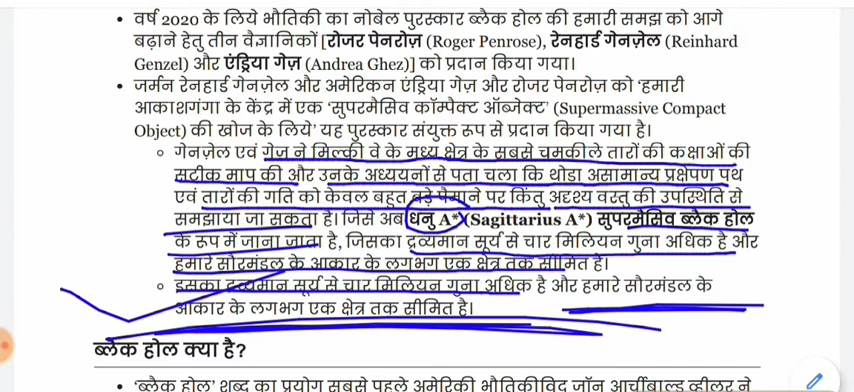 वर्ष 2020 के लिये भौतिकी का नोबेल पुरस्कार ब्लैक होल की हमारी समझ को आगे
बढ़ाने हेतु तीन वैज्ञानिकों [रोजर पेनरोज़ (Roger Penrose), रेनहार्ड गेनज़ेल (Reinhard
Genzel) और एंड्रिया गेज़ (Andrea Ghez)] को प्रदान किया गया।
जर्मन रेनहार्ड गेनज़ेल और अमेरिकन एंड्रिया गेज़ और रोजर पेनरोज़ को 'हमारी
आकाशगंगा के केंद्र में एक 'सुपरमैसिव कॉम्पैक्ट ऑब्जेक्ट' (Supermassive Compact
Object) की खोज के लिये' यह पुरस्कार संयुक्त रूप से प्रदान किया गया है।
गेनज़ेल एवं गेज़ ने मिल्की वे के मध्य क्षेत्र के सबसे चमकीले तारों की कक्षाओं की
सटीक माप की और उनके अध्ययनों से पता चला कि थोडा असामान्य प्रक्षेपण पथ
एवं तारों की गति को केवल बहुत बड़े पैमाने पर किंतु अदृश्य वस्तु की उपस्थिति से
समझाया जा सकता है। जिसे अब धनु A* (Sagittarius A*) सुपरमैसिव ब्लैक होल
के रूप में जाना जाता है, जिसका द्रव्यमान सूर्य से चार मिलियन गुना अधिक है और
हमारे सौरमंडल के आकार के लगभग एक क्षेत्र तक सीमित है।
इसका द्रव्यमान सूर्य से चार मिलियन गुना अधिक है और हमारे सौरमंडल के
आकार के लगभग एक क्षेत्र तक सीमित है।
ब्लैक होल क्या है?
'ब्लैक होल' शब्द का प्रयोग सबसे पहले अमेरिकी भौतिकीविद् जॉन आर्चीबाल्ड व्हीलर ने